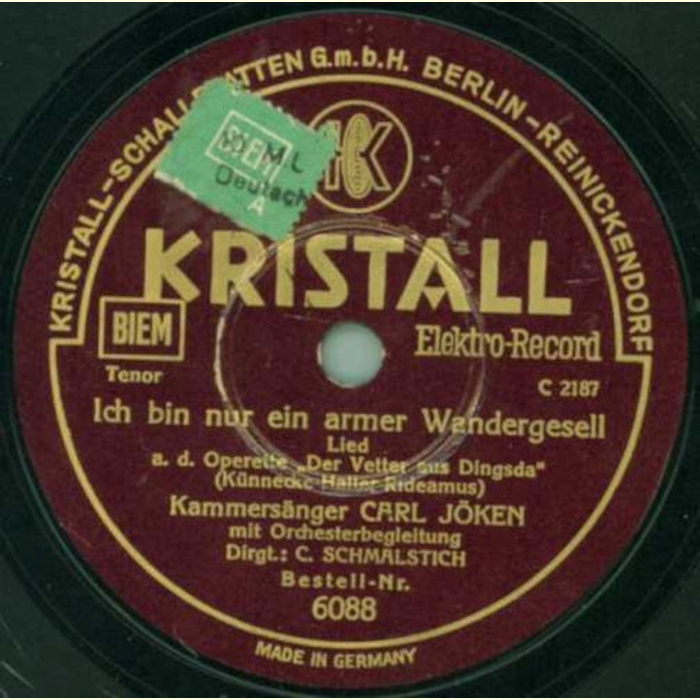 KRISTALL-SCHALLPLATTEN G.m.b.H. BERLIN-REINICKENDORF
BIEM
Deutsch
A
K
KRISTALL
BIEM
Elektro-Record
Tenor
C 2187
Ich bin nur ein armer Wandergesell
Lied
a. d. Operette „Der Vetter aus Dingsda"
(Künnecke-Haller-Rideamus)
Kammersänger CARL JÖKEN
mit Orchesterbegleitung
Dirgt.: C. SCHMALSTICH
Bestell-Nr.
6088
MADE IN GERMANY